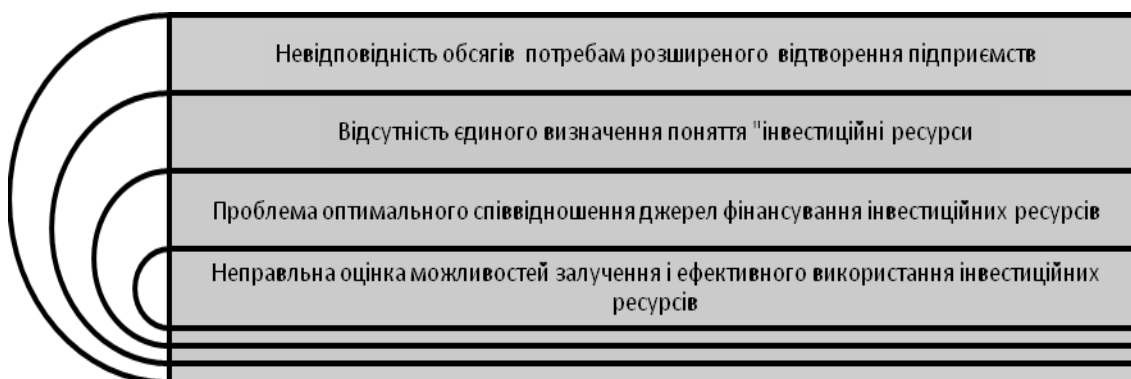 Невідповідність обсягів потребам розширеного відтворення підприємств
Відсутність єдиного визначення поняття "інвестиційні ресурси
Проблема оптимального співвідношення джерел фінансування інвестиційних ресурсів
Неправльна оцінка можливостей залучення і ефективного використання інвестиційних
ресурсів